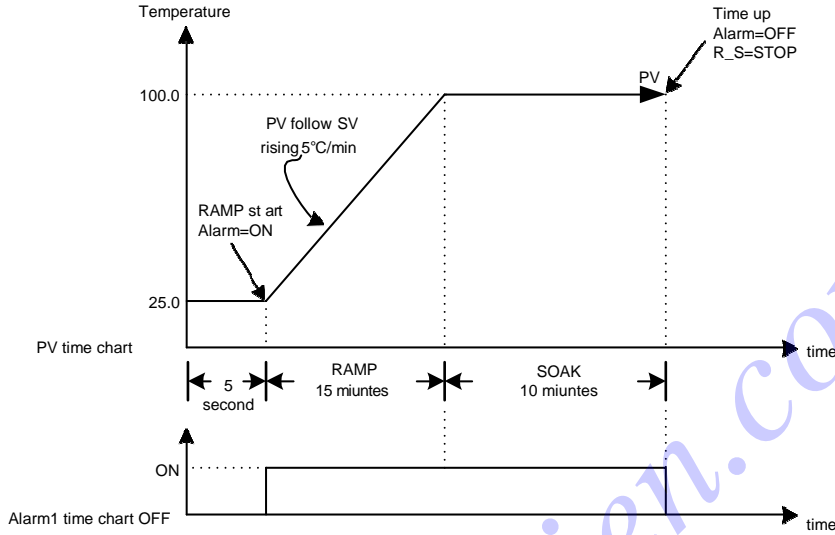 Temperature
Time up
Alarm=OFF
R_S=STOP
PV
100.0
PV follow SV
rising 5°C/min
RAMP st art
Alarm=ON
25.0
PV time chart
time
5
second
RAMP
15 miuntes
SOAK
10 miuntes
ON
Alarm1 time chart OFF
time